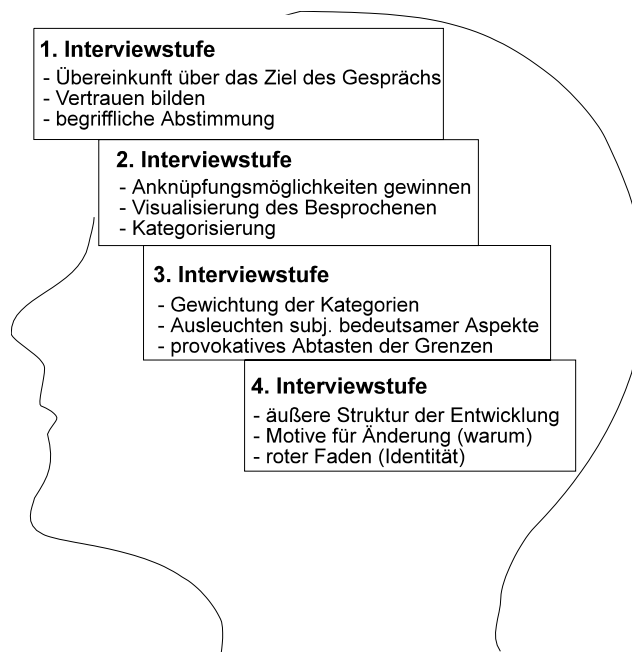 1. Interviewstufe
- Übereinkunft über das Ziel des Gesprächs
- Vertrauen bilden
- begriffliche Abstimmung
2. Interviewstufe
- Anknüpfungsmöglichkeiten gewinnen
- Visualisierung des Besprochenen
- Kategorisierung
3. Interviewstufe
- Gewichtung der Kategorien
- Ausleuchten subj. bedeutsamer Aspekte
- provokatives Abtasten der Grenzen
4. Interviewstufe
- äußere Struktur der Entwicklung
- Motive für Änderung (warum)
- roter Faden (Identität)